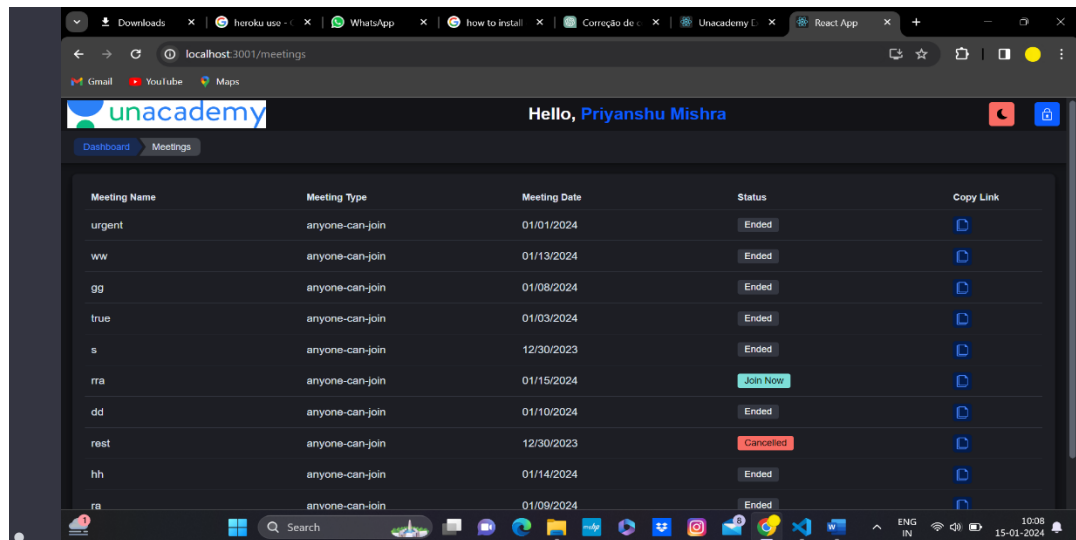 Downloads
heroku use - (
WhatsApp
how to install
Correção de c
Unacademy D
React App
localhost:3001/meetings
Gmail
YouTube
Maps
unacademy
Hello, Priyanshu Mishra
Dashboard Meetings
Meeting Name Meeting Type Meeting Date Status Copy Link
urgent anyone-can-join 01/01/2024 Ended
ww anyone-can-join 01/13/2024 Ended
gg anyone-can-join 01/08/2024 Ended
true anyone-can-join 01/03/2024 Ended
s anyone-can-join 12/30/2023 Ended
rra anyone-can-join 01/15/2024 Join Now
dd anyone-can-join 01/10/2024 Ended
rest anyone-can-join 12/30/2023 Cancelled
hh anyone-can-join 01/14/2024 Ended
ra anyone-can-join 01/09/2024 Ended
1
Search
8
ENG
IN
10:08
15-01-2024